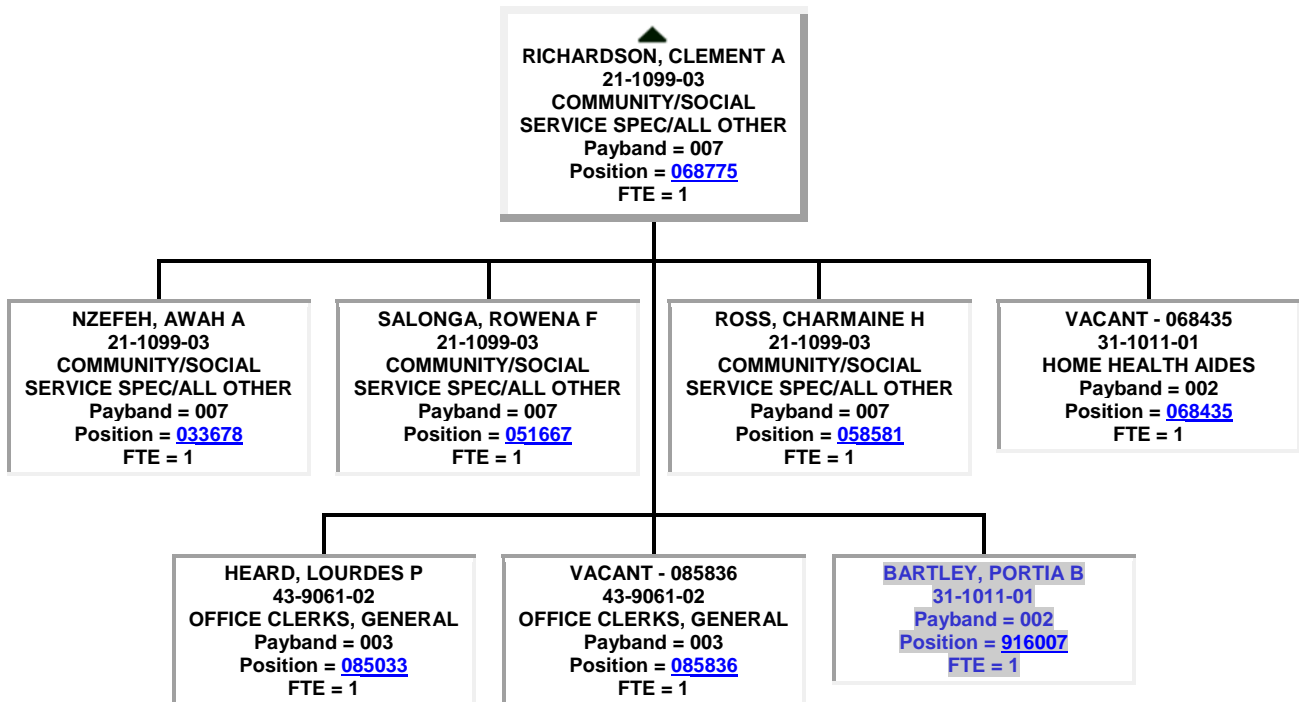 RICHARDSON, CLEMENT A
21-1099-03
COMMUNITY/SOCIAL
SERVICE SPEC/ALL OTHER
Payband = 007
Position = 068775
FTE = 1
NZEFEH, AWAH A
21-1099-03
COMMUNITY/SOCIAL
SERVICE SPEC/ALL OTHER
Payband = 007
Position = 033678
FTE = 1
SALONGA, ROWENA F
21-1099-03
COMMUNITY/SOCIAL
SERVICE SPEC/ALL OTHER
Payband = 007
Position = 051667
FTE = 1
ROSS, CHARMAINE H
21-1099-03
COMMUNITY/SOCIAL
SERVICE SPEC/ALL OTHER
Payband = 007
Position = 058581
FTE = 1
VACANT - 068435
31-1011-01
HOME HEALTH AIDES
Payband = 002
Position = 068435
FTE = 1
HEARD, LOURDES P
43-9061-02
OFFICE CLERKS, GENERAL
Payband = 003
Position = 085033
FTE = 1
VACANT - 085836
43-9061-02
OFFICE CLERKS, GENERAL
Payband = 003
Position = 085836
FTE = 1
BARTLEY, PORTIA B
31-1011-01
Payband = 002
Position = 916007
FTE = 1